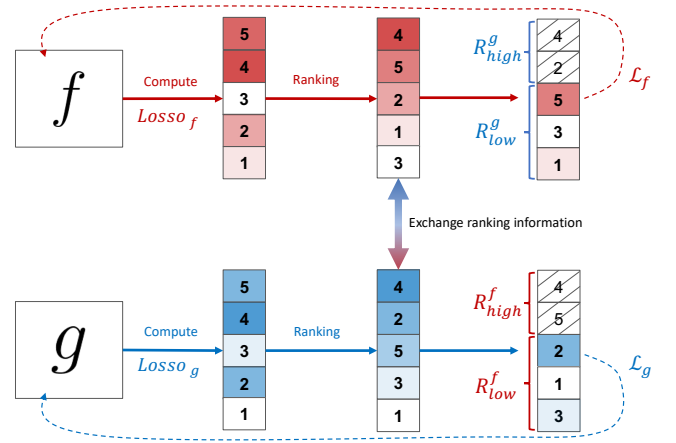 f
Compute
Losso f
5
4
3
2
1
Ranking
4
5
2
1
3
R^g_high
R^g_low
4
2
5
3
1
L_f
Exchange ranking information
g
Compute
Losso g
5
4
3
2
1
Ranking
4
2
5
3
1
R^f_high
R^f_low
4
5
2
1
3
L_g